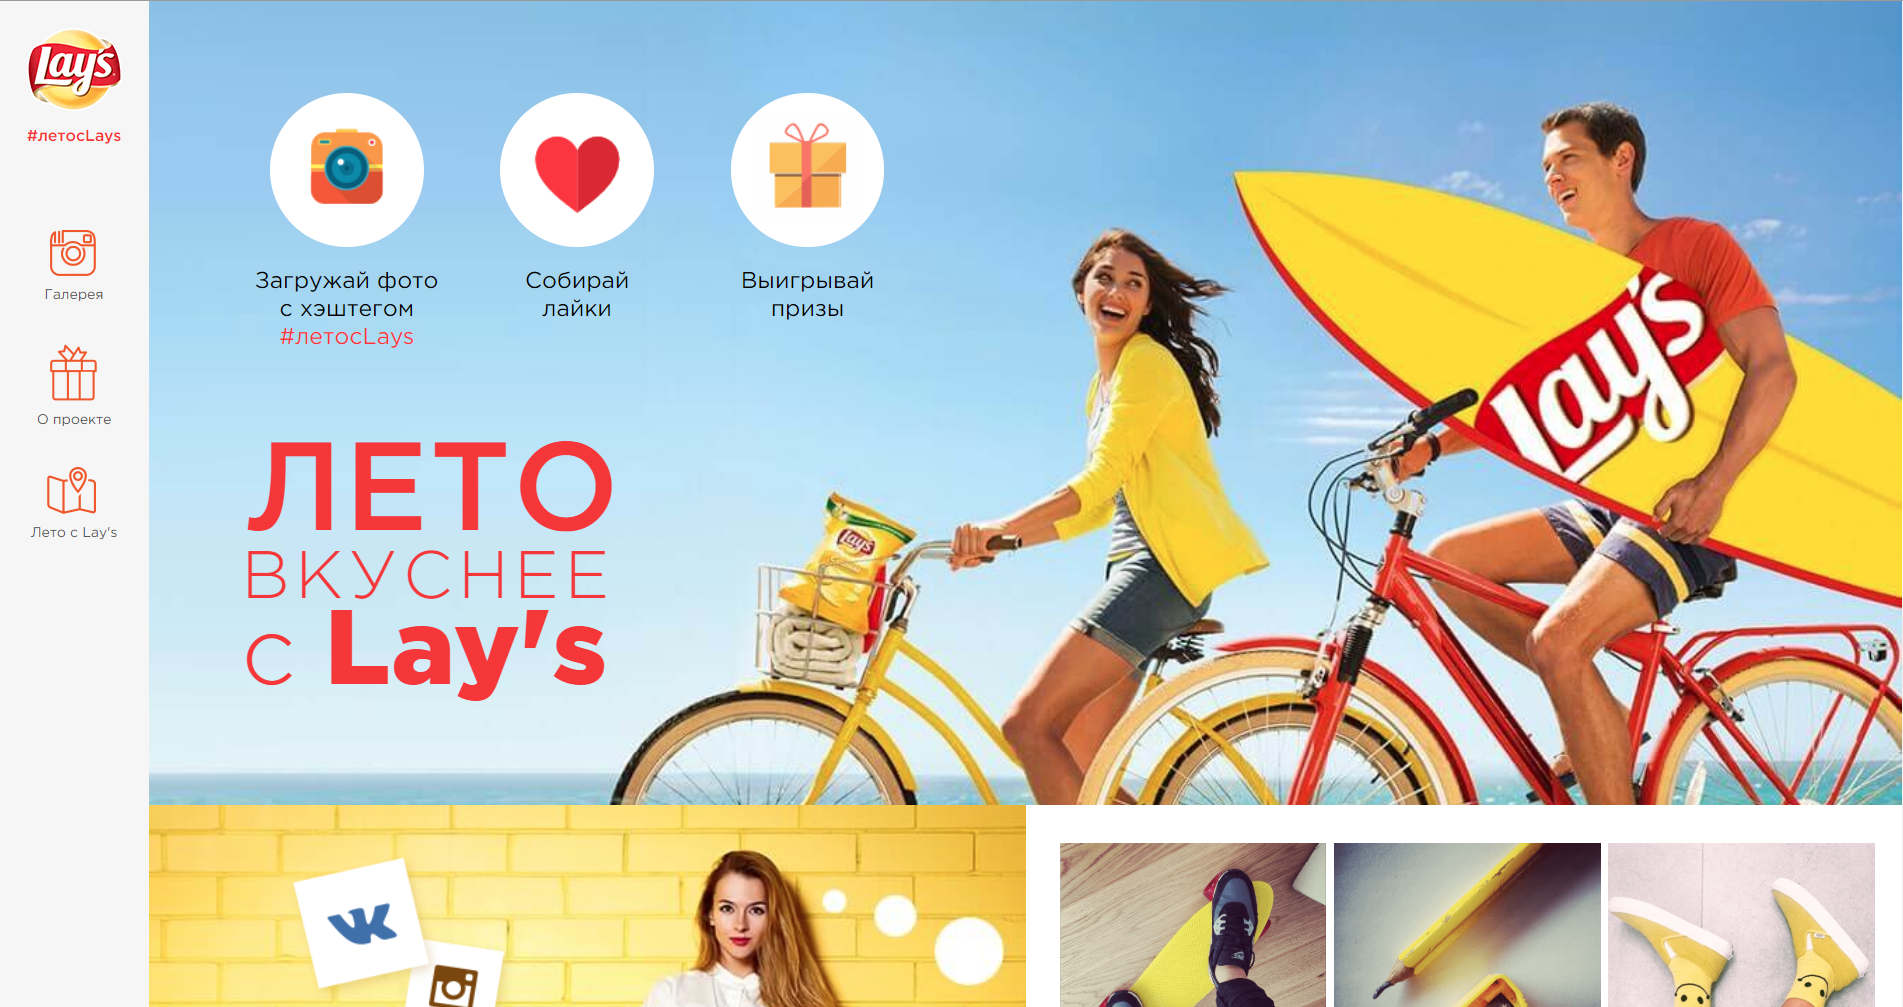 Lay's
#летосLays
Галерея
О проекте
Лето с Lay's
Загружай фото
с хэштегом
#летосLays
Собирай
лайки
Выигрывай
призы
ЛЕТО
ВКУСНЕЕ
с Lay's
Lay's
Lay's